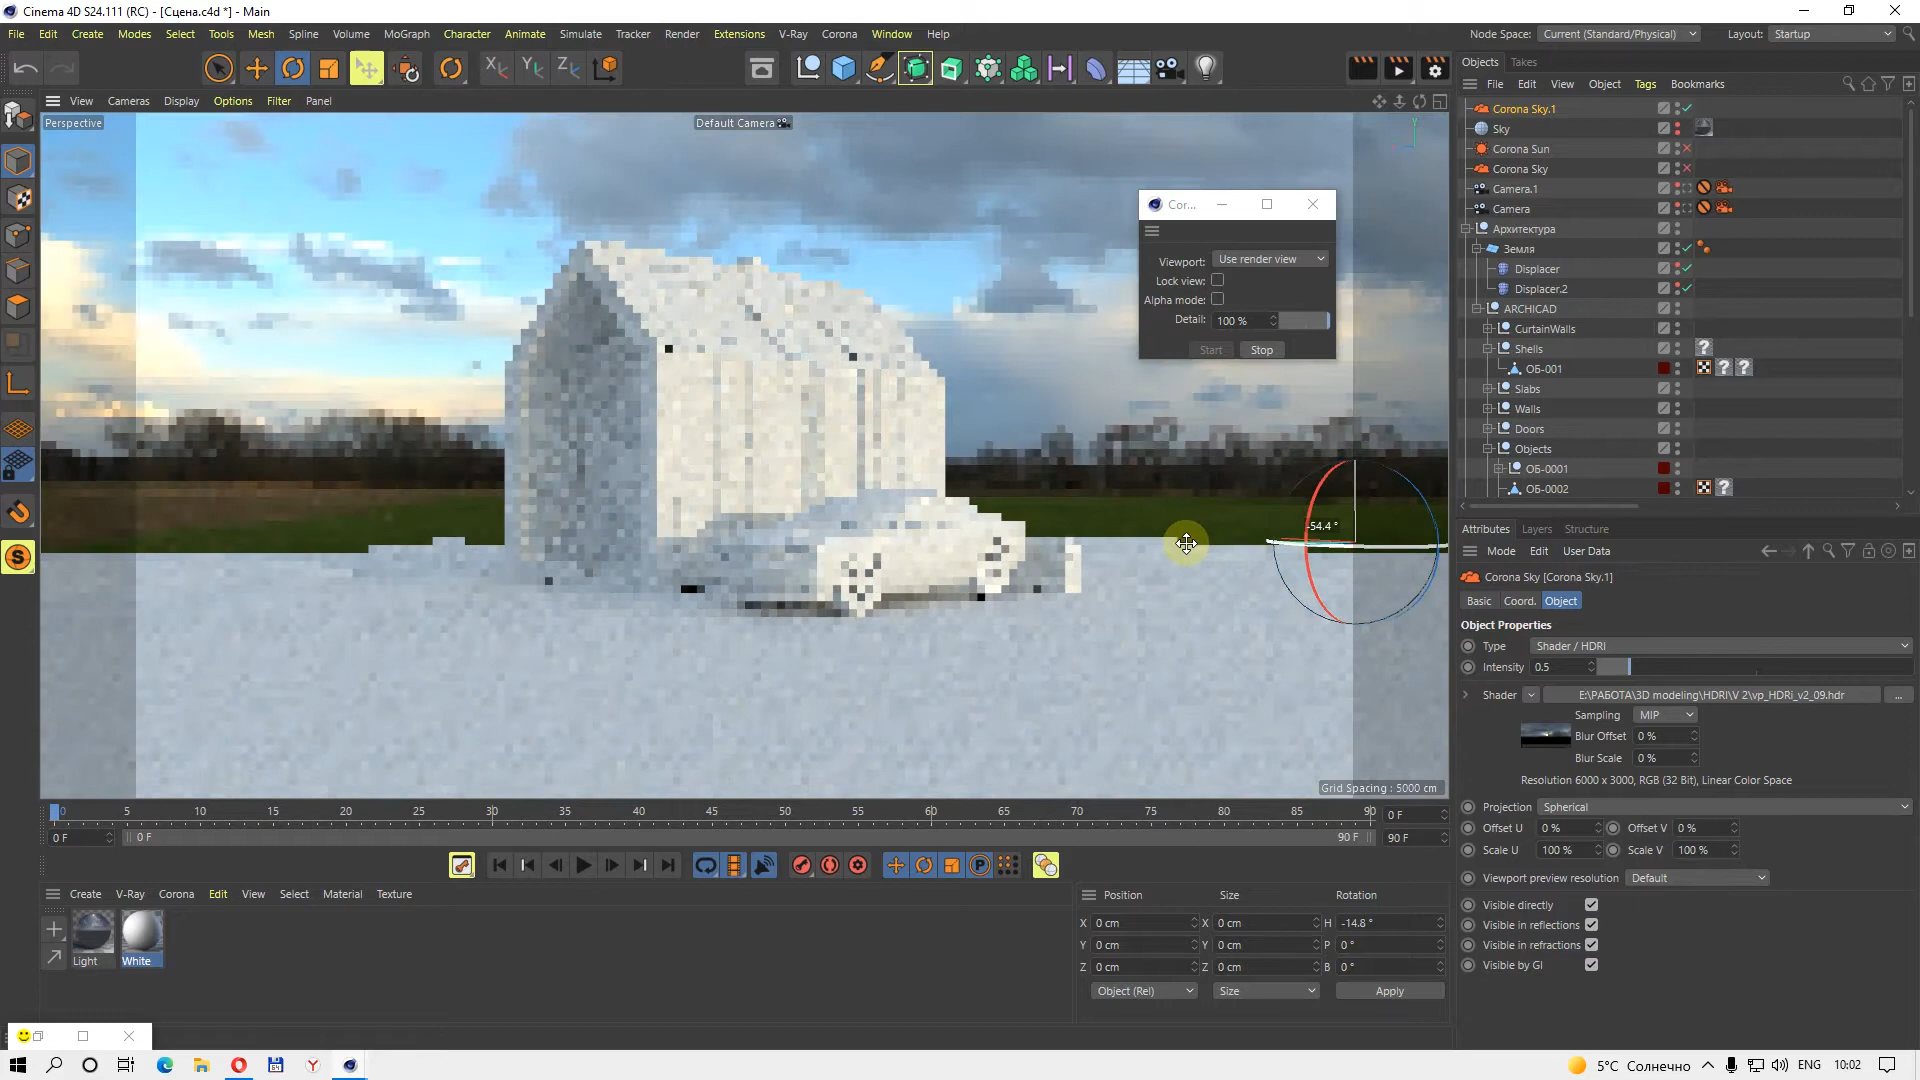 Cinema 4D S24.111 (RC) - [Сцена.c4d *] - Main
File Edit Create Modes Select Tools Mesh Spline Volume MoGraph Character Animate Simulate Tracker Render Extensions V-Ray Corona Window Help
Node Space: Current (Standard/Physical) Layout: Startup
View Cameras Display Options Filter Panel
Perspective
Default Camera
Cor...
Viewport: Use render view
Lock view:
Alpha mode:
Detail: 100 %
Start Stop
-54.4 °
Grid Spacing : 5000 cm
Objects Takes
File Edit View Object Tags Bookmarks
Corona Sky.1
Sky
Corona Sun
Corona Sky
Camera.1
Camera
Архитектура
Земля
Displacer
Displacer.2
ARCHICAD
CurtainWalls
Shells
ОБ-001
Slabs
Walls
Doors
Objects
ОБ-0001
ОБ-0002
Attributes Layers Structure
Mode Edit User Data
Corona Sky [Corona Sky.1]
Basic Coord. Object
Object Properties
Type Shader / HDRI
Intensity 0.5
Shader E:\РАБОТА\3D modeling\HDRI\V 2\vp_HDRi_v2_09.hdr ...
Sampling MIP
Blur Offset 0 %
Blur Scale 0 %
Resolution 6000 x 3000, RGB (32 Bit), Linear Color Space
Projection Spherical
Offset U 0 % Offset V 0 %
Scale U 100 % Scale V 100 %
Viewport preview resolution Default
Visible directly
Visible in reflections
Visible in refractions
Visible by GI
0 5 10 15 20 25 30 35 40 45 50 55 60 65 70 75 80 85 90 0 F
0 F 0 F 90 F 90 F
Create V-Ray Corona Edit View Select Material Texture
Light White
Position Size Rotation
X 0 cm X 0 cm H -14.8 °
Y 0 cm Y 0 cm P 0 °
Z 0 cm Z 0 cm B 0 °
Object (Rel) Size Apply
5°C Солнечно ENG 10:02